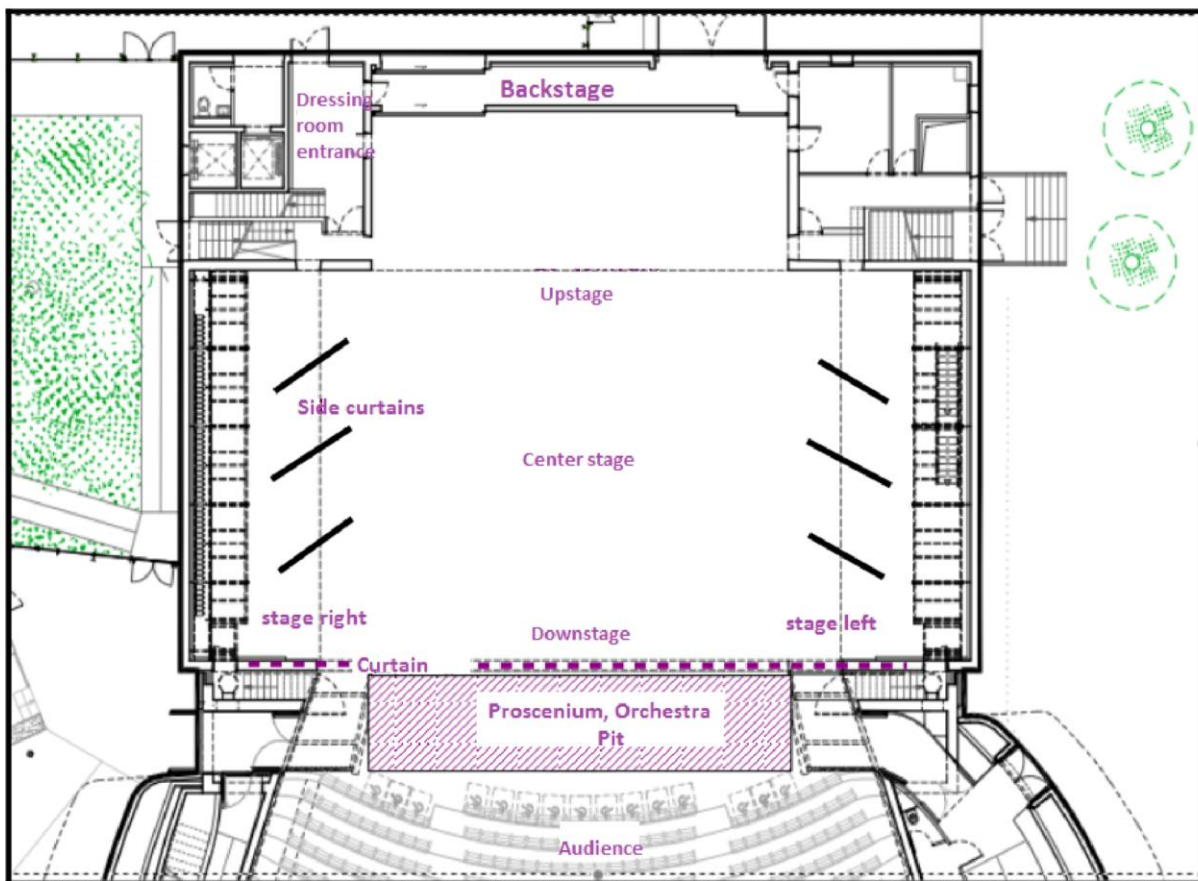 Backstage
Dressing
room
entrance
Upstage
Side curtains
Center stage
stage right
stage left
Downstage
Curtain
Proscenium, Orchestra
Pit
Audience